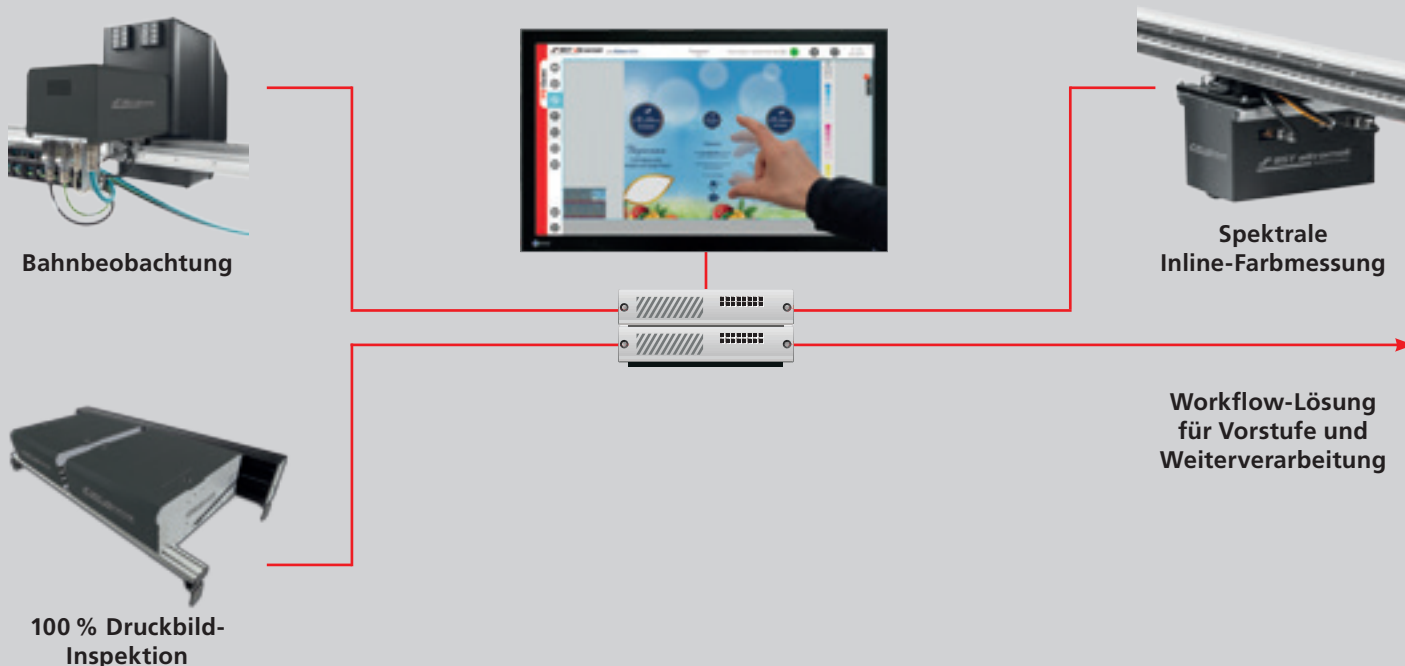 Bahnbeobachtung
Spektrale
Inline-Farbmessung
Workflow-Lösung
für Vorstufe und
Weiterverarbeitung
100 % Druckbild-
Inspektion